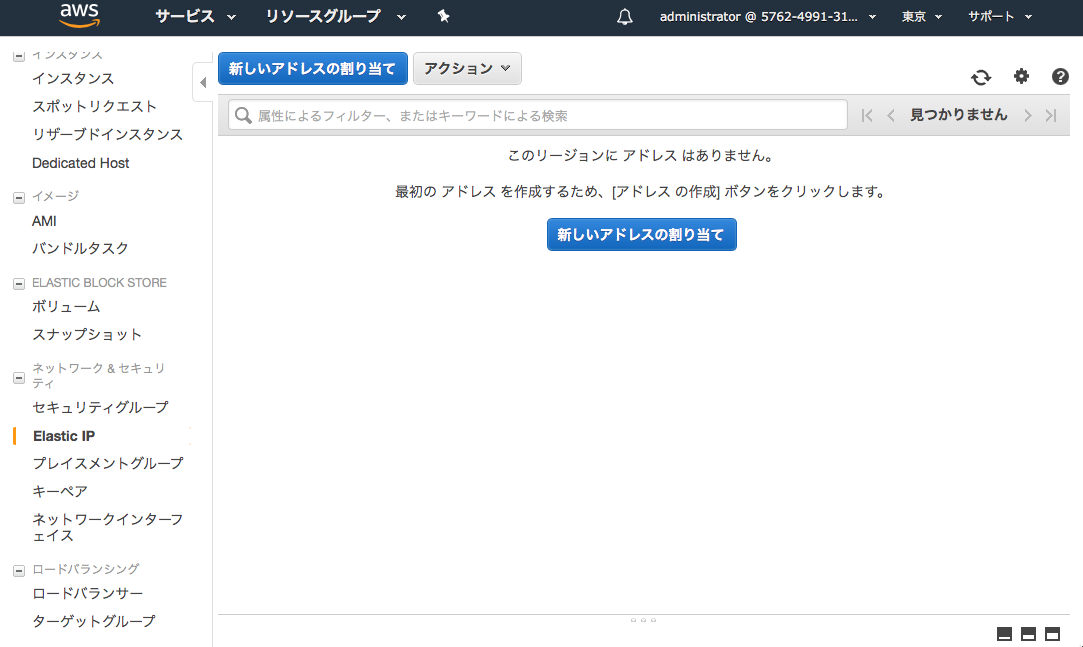 aws サービス リソースグループ administrator @ 5762-4991-31... 東京 サポート
インスタンス
インスタンス
スポットリクエスト
リザーブドインスタンス
Dedicated Host
イメージ
AMI
バンドルタスク
ELASTIC BLOCK STORE
ボリューム
スナップショット
ネットワーク & セキュリ
ティ
セキュリティグループ
Elastic IP
プレイスメントグループ
キーペア
ネットワークインターフ
ェイス
ロードバランシング
ロードバランサー
ターゲットグループ
新しいアドレスの割り当て アクション
属性によるフィルター、またはキーワードによる検索 見つかりません
このリージョンに アドレス はありません。
最初の アドレス を作成するため、[アドレス の作成] ボタンをクリックします。
新しいアドレスの割り当て